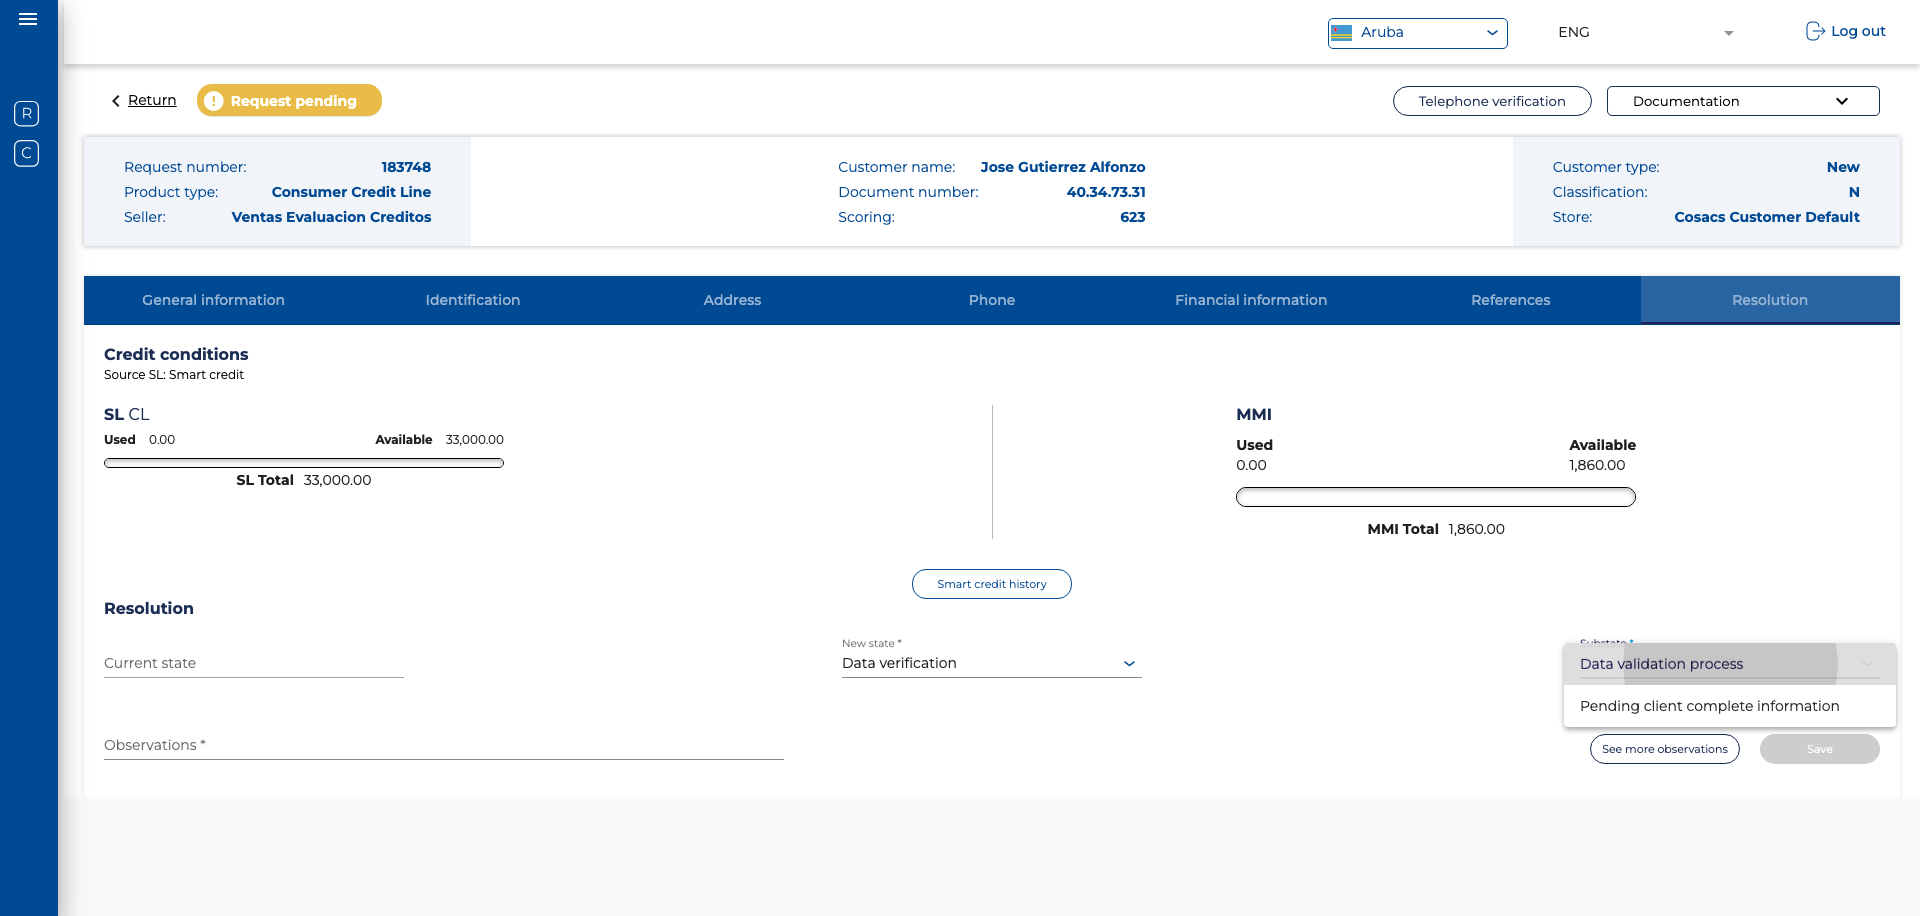 Aruba
ENG
Log out
R
C
Return
Request pending
Telephone verification
Documentation
Request number: 183748
Product type: Consumer Credit Line
Seller: Ventas Evaluacion Creditos
Customer name: Jose Gutierrez Alfonzo
Document number: 40.34.73.31
Scoring: 623
Customer type: New
Classification: N
Store: Cosacs Customer Default
General information
Identification
Address
Phone
Financial information
References
Resolution
Credit conditions
Source SL: Smart credit
SL CL
Used 0.00 Available 33,000.00
SL Total 33,000.00
MMI
Used Available
0.00 1,860.00
MMI Total 1,860.00
Smart credit history
Resolution
Current state
New state *
Data verification
Substate *
Data validation process
Pending client complete information
Observations *
See more observations
Save